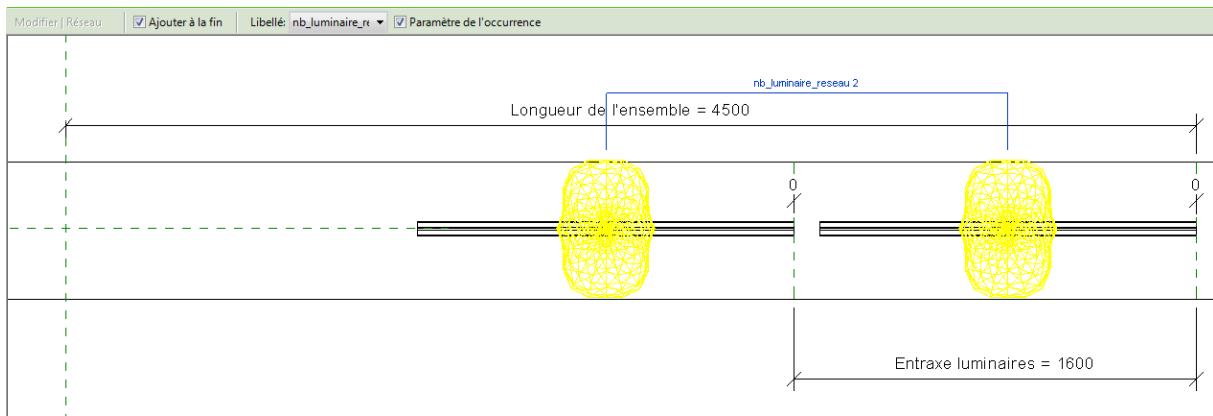 Modifier | Réseau Ajouter à la fin Libellé: nb_luminaire_re Paramètre de l'occurrence
nb_luminaire_reseau 2
Longueur de l'ensemble = 4500
0 0
Entraxe luminaires = 1600